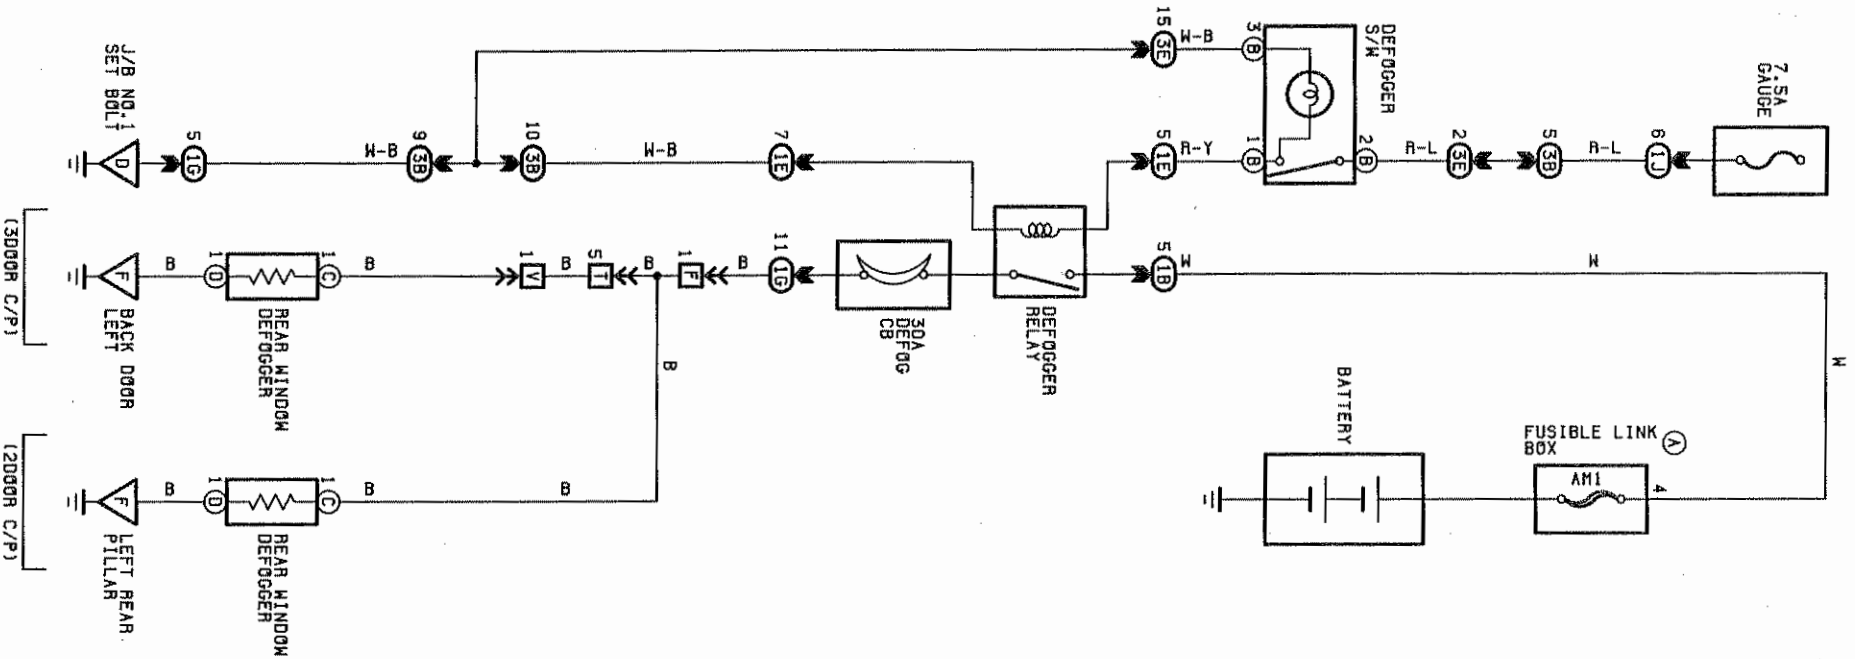 15
3E
W-B
3
B
DEFOGGER
S/W
7.5A
GAUGE
J/B NO.1
SET BOLT
D
5
1G
W-B
9
3B
10
3B
W-B
7
1E
5
1E
R-Y
1
B
2
B
R-L
2
3E
5
3B
R-L
6
1J
(3DOOR C/P)
F
B
1
D
1
C
B
1
V
B
5
T
B
1
F
B
11
1G
5
1B
W
W
BACK DOOR
LEFT
REAR WINDOW
DEFOGGER
30A
DEFOG
CB
DEFOGGER
RELAY
B
W
BATTERY
FUSIBLE LINK
BOX
A
AM1
4
(2DOOR C/P)
F
B
1
D
1
C
B
B
LEFT REAR
PILLAR
REAR WINDOW
DEFOGGER